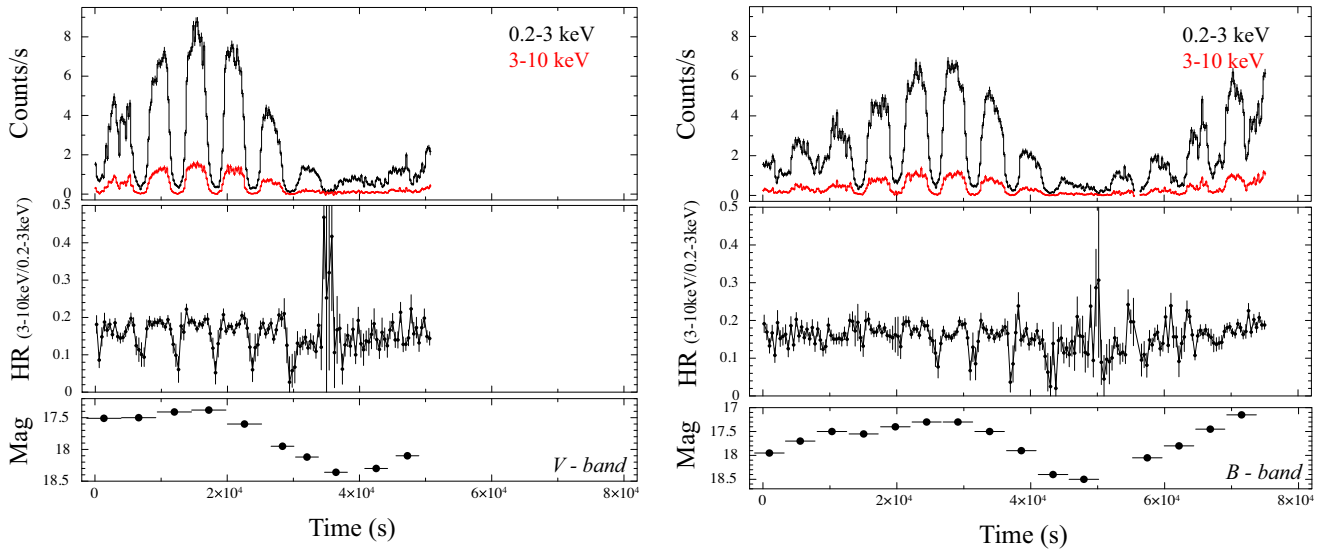 Counts/s
8
6
4
2
0
0.2-3 keV
3-10 keV
HR (3-10keV/0.2-3keV)
0.5
0.4
0.3
0.2
0.1
0
Mag
17.5
18
18.5
V - band
0
2×10⁴
4×10⁴
6×10⁴
8×10⁴
Time (s)
Counts/s
8
6
4
2
0
0.2-3 keV
3-10 keV
HR (3-10keV/0.2-3keV)
0.5
0.4
0.3
0.2
0.1
0
Mag
17
17.5
18
18.5
B - band
0
2×10⁴
4×10⁴
6×10⁴
8×10⁴
Time (s)